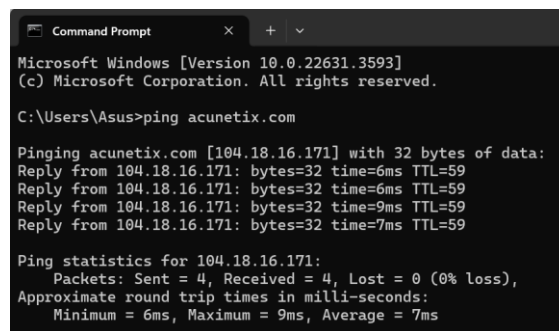 Command Prompt
Microsoft Windows [Version 10.0.22631.3593]
(c) Microsoft Corporation. All rights reserved.
C:\Users\Asus>ping acunetix.com
Pinging acunetix.com [104.18.16.171] with 32 bytes of data:
Reply from 104.18.16.171: bytes=32 time=6ms TTL=59
Reply from 104.18.16.171: bytes=32 time=6ms TTL=59
Reply from 104.18.16.171: bytes=32 time=9ms TTL=59
Reply from 104.18.16.171: bytes=32 time=7ms TTL=59
Ping statistics for 104.18.16.171:
Packets: Sent = 4, Received = 4, Lost = 0 (0% loss),
Approximate round trip times in milli-seconds:
Minimum = 6ms, Maximum = 9ms, Average = 7ms